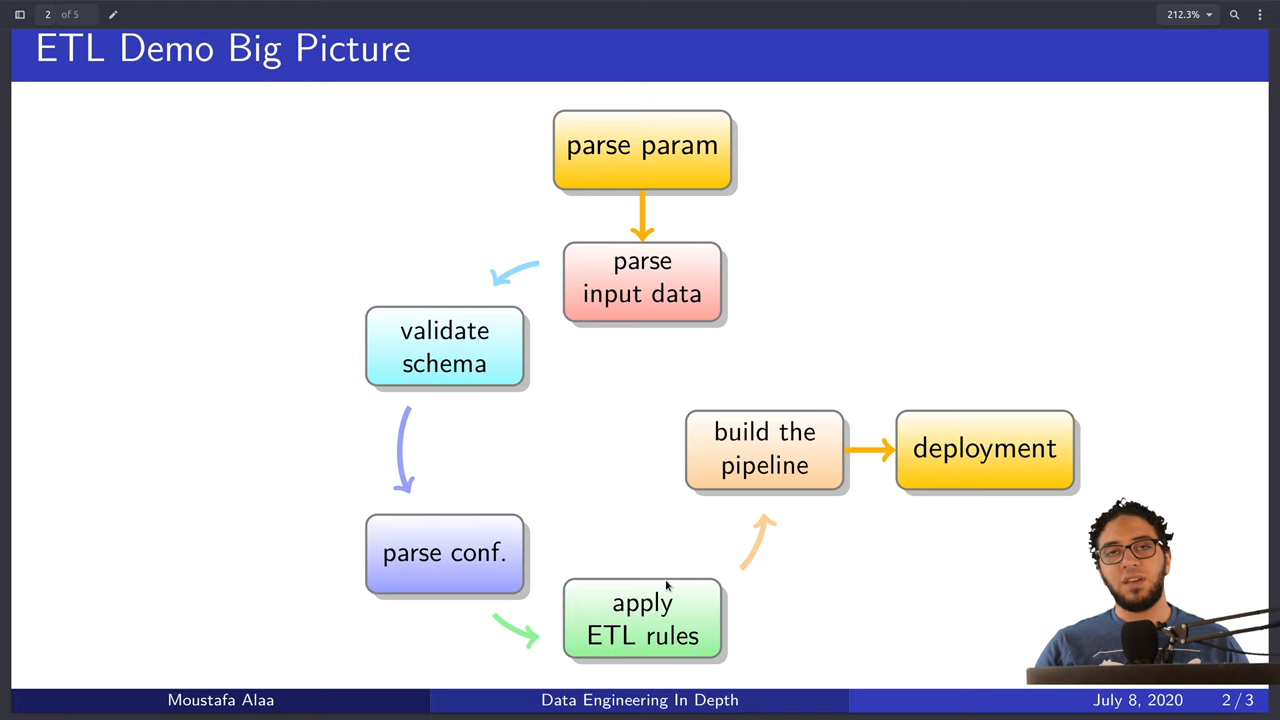 2 of 5
212.3%
ETL Demo Big Picture
parse param
parse
input data
validate
schema
parse conf.
apply
ETL rules
build the
pipeline
deployment
Moustafa Alaa
Data Engineering In Depth
July 8, 2020
2 / 3